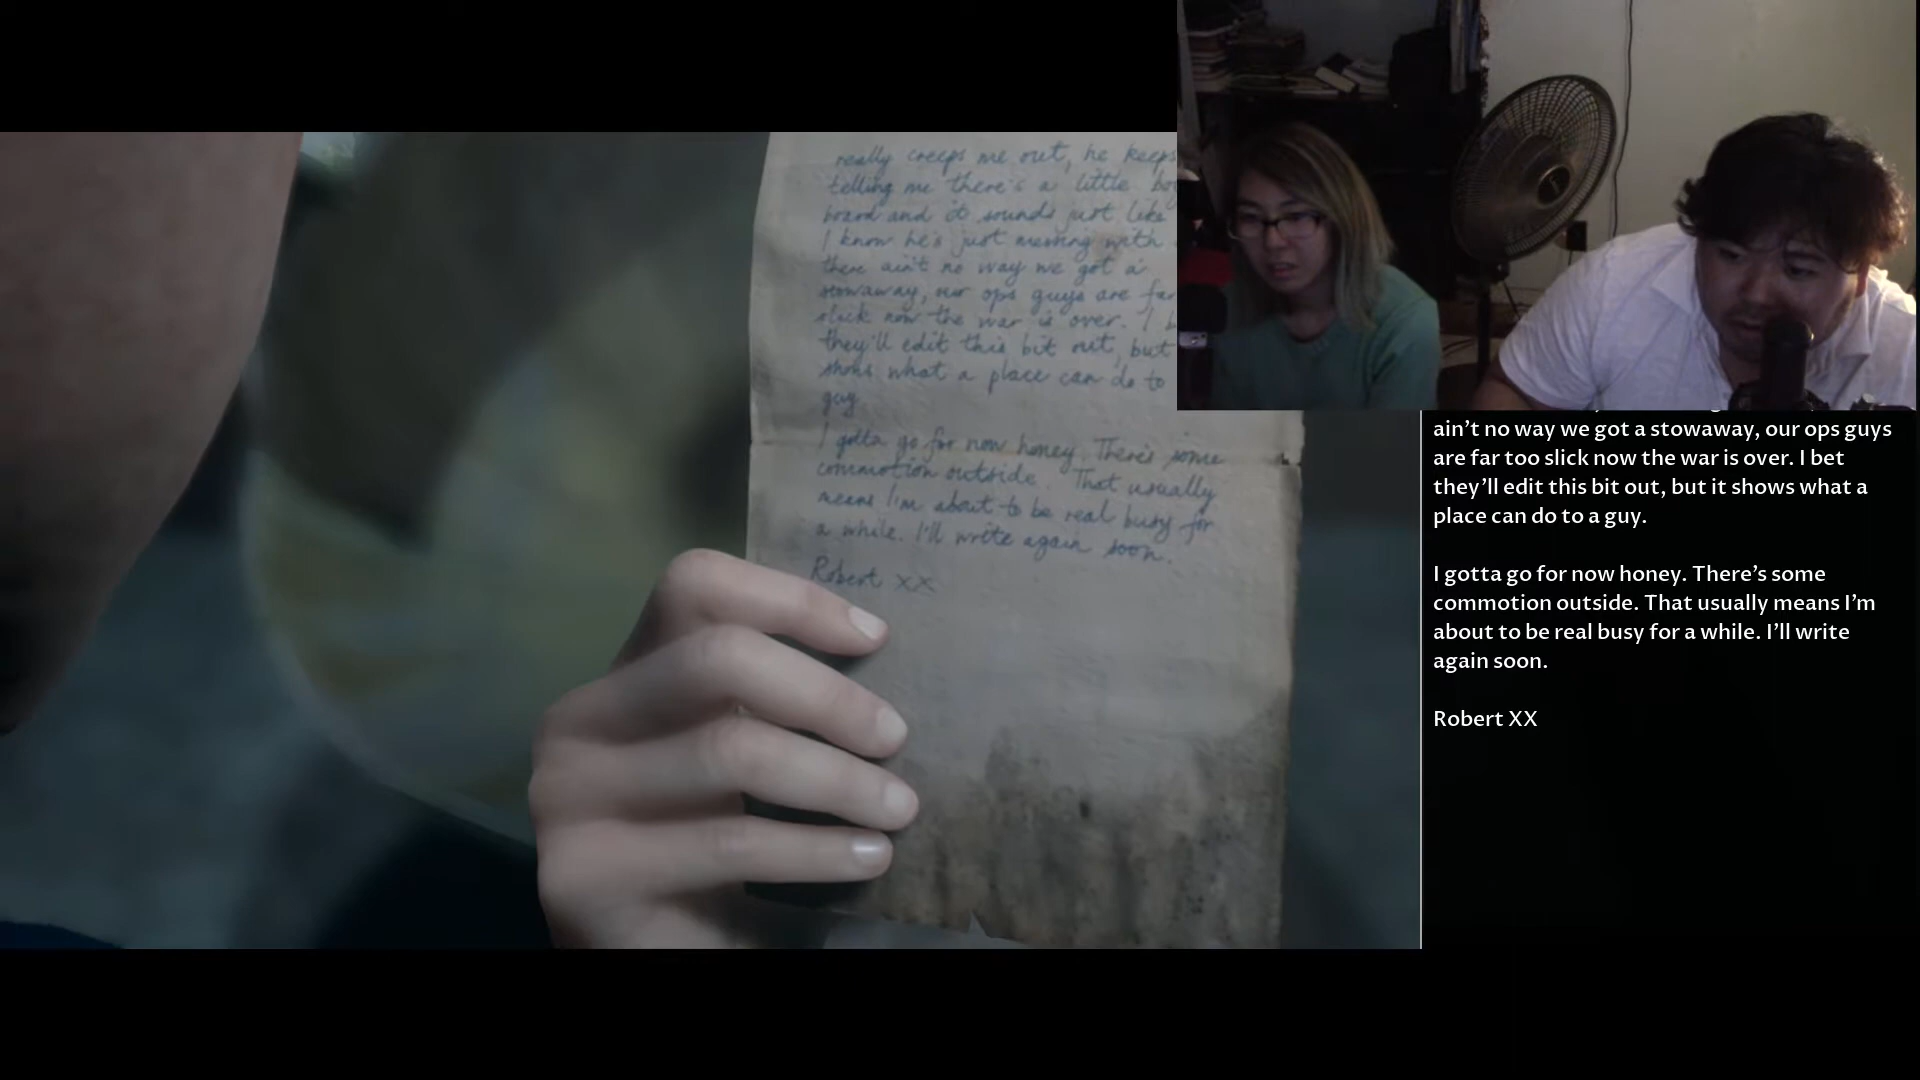 really creeps me out, he keeps
telling me there's a little
board and it sounds just like
I know he's just messing with
there ain't no way we got a
stowaway, our ops guys are far
slick now the war is over. I
they'll edit this bit out, but
shows what a place can do to
guy.
I gotta go for now honey. There's some
commotion outside. That usually
means I'm about to be real busy for
a while. I'll write again soon.
Robert XX
ain't no way we got a stowaway, our ops guys
are far too slick now the war is over. I bet
they'll edit this bit out, but it shows what a
place can do to a guy.
I gotta go for now honey. There's some
commotion outside. That usually means I'm
about to be real busy for a while. I'll write
again soon.
Robert XX